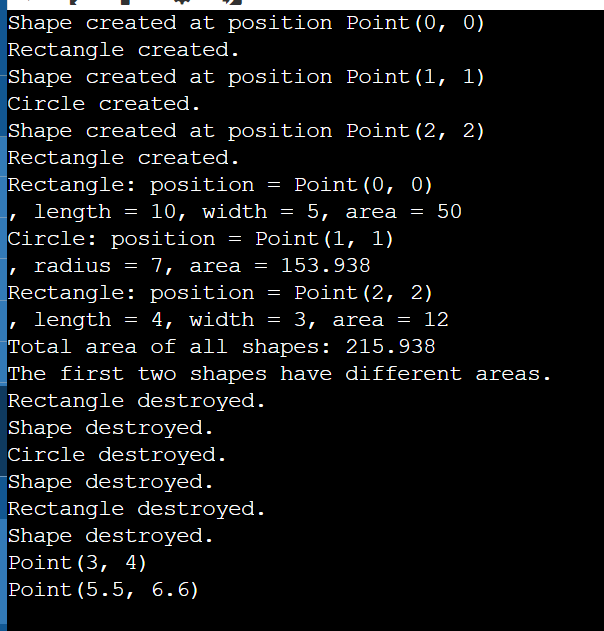 Shape created at position Point(0, 0)
Rectangle created.
Shape created at position Point(1, 1)
Circle created.
Shape created at position Point(2, 2)
Rectangle created.
Rectangle: position = Point(0, 0)
, length = 10, width = 5, area = 50
Circle: position = Point(1, 1)
, radius = 7, area = 153.938
Rectangle: position = Point(2, 2)
, length = 4, width = 3, area = 12
Total area of all shapes: 215.938
The first two shapes have different areas.
Rectangle destroyed.
Shape destroyed.
Circle destroyed.
Shape destroyed.
Rectangle destroyed.
Shape destroyed.
Point(3, 4)
Point(5.5, 6.6)